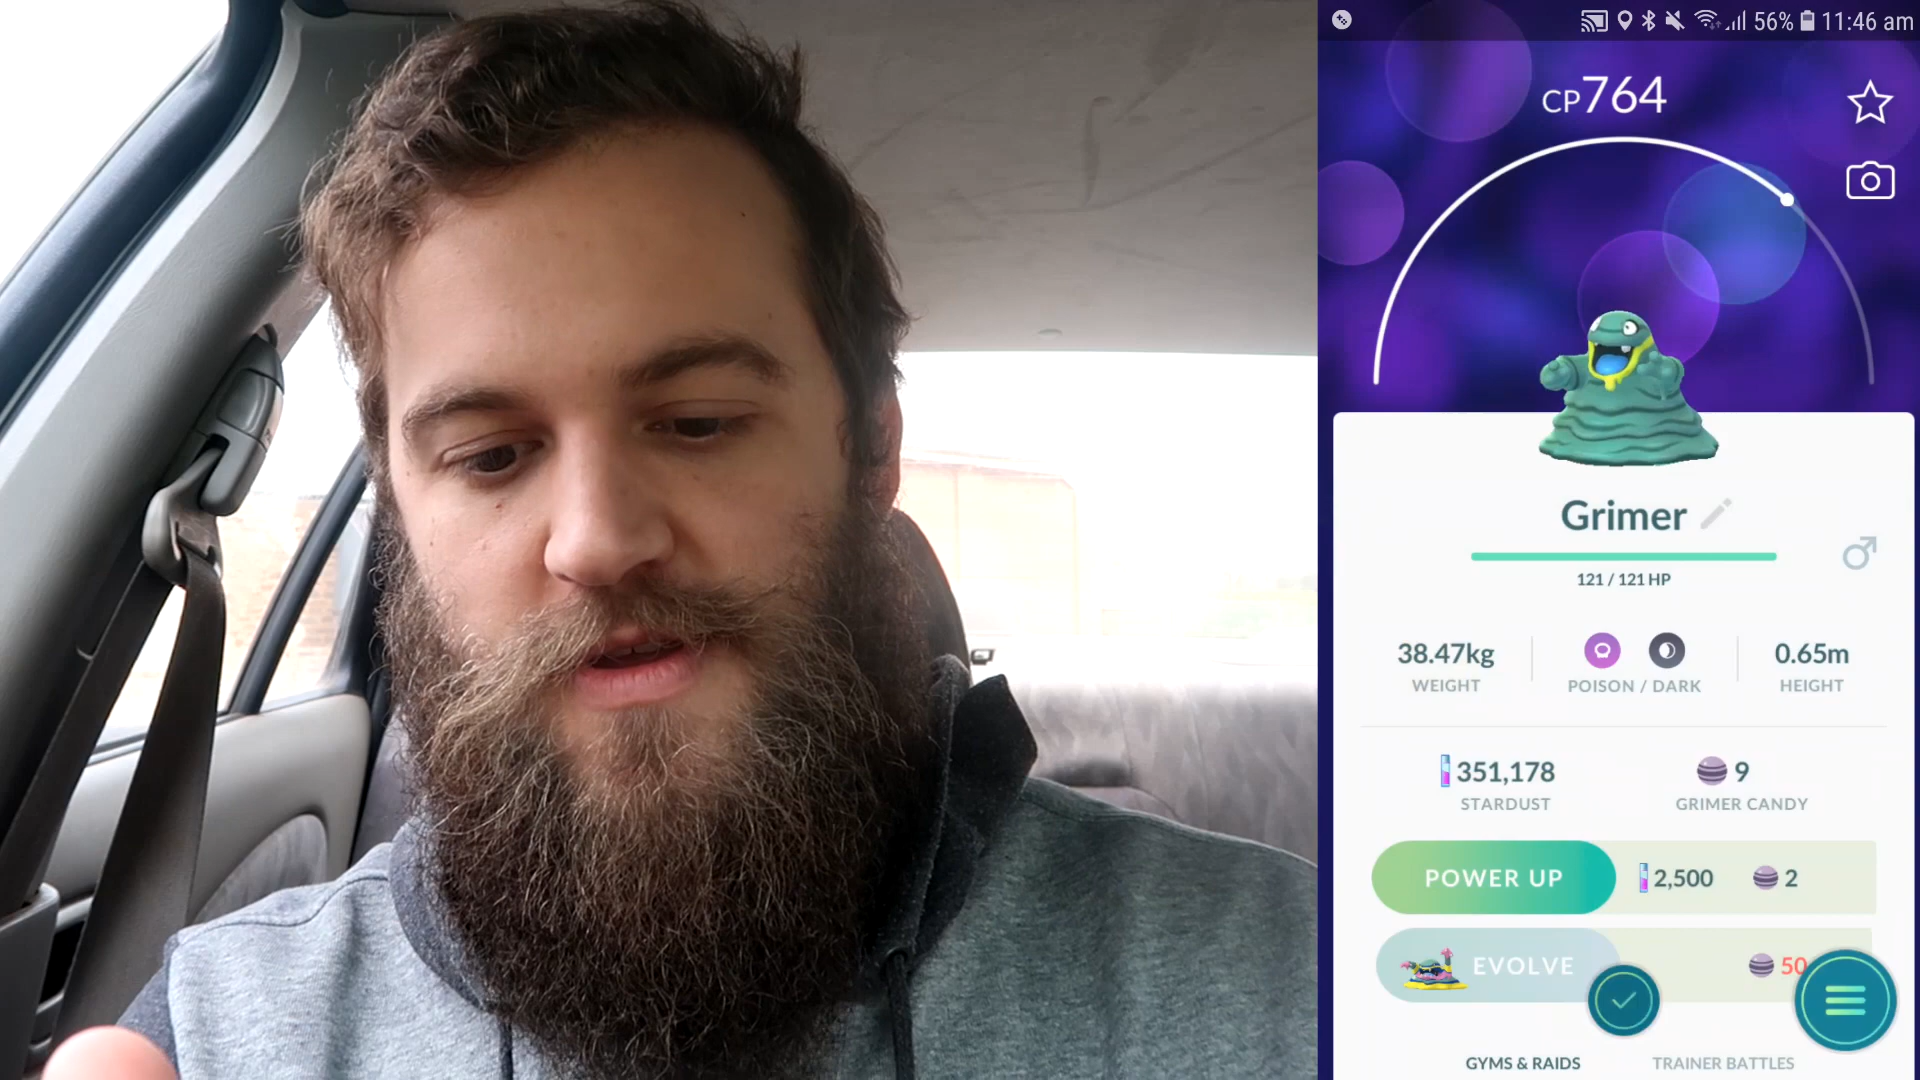 56% 11:46 am
CP764
Grimer
121 / 121 HP
38.47kg
WEIGHT
POISON / DARK
0.65m
HEIGHT
351,178
STARDUST
9
GRIMER CANDY
POWER UP 2,500 2
EVOLVE 50
GYMS & RAIDS TRAINER BATTLES